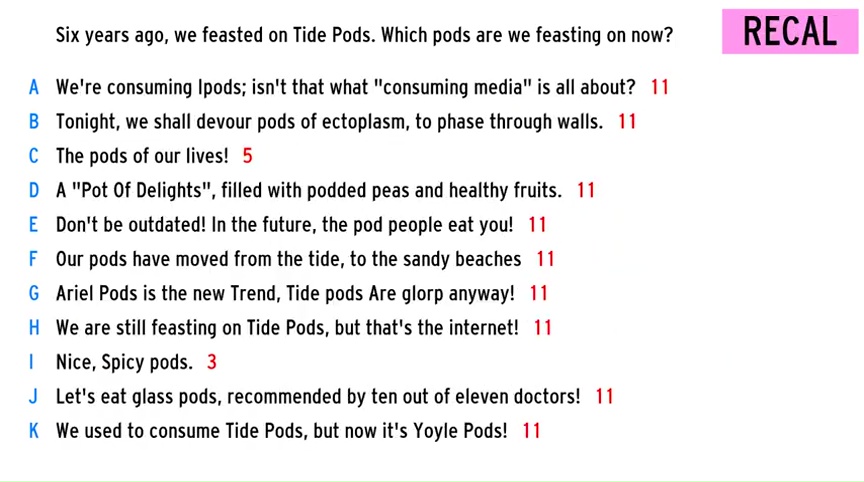 Six years ago, we feasted on Tide Pods. Which pods are we feasting on now?
RECAL
A We're consuming Ipods; isn't that what "consuming media" is all about? 11
B Tonight, we shall devour pods of ectoplasm, to phase through walls. 11
C The pods of our lives! 5
D A "Pot Of Delights", filled with podded peas and healthy fruits. 11
E Don't be outdated! In the future, the pod people eat you! 11
F Our pods have moved from the tide, to the sandy beaches 11
G Ariel Pods is the new Trend, Tide pods Are glorp anyway! 11
H We are still feasting on Tide Pods, but that's the internet! 11
I Nice, Spicy pods. 3
J Let's eat glass pods, recommended by ten out of eleven doctors! 11
K We used to consume Tide Pods, but now it's Yoyle Pods! 11